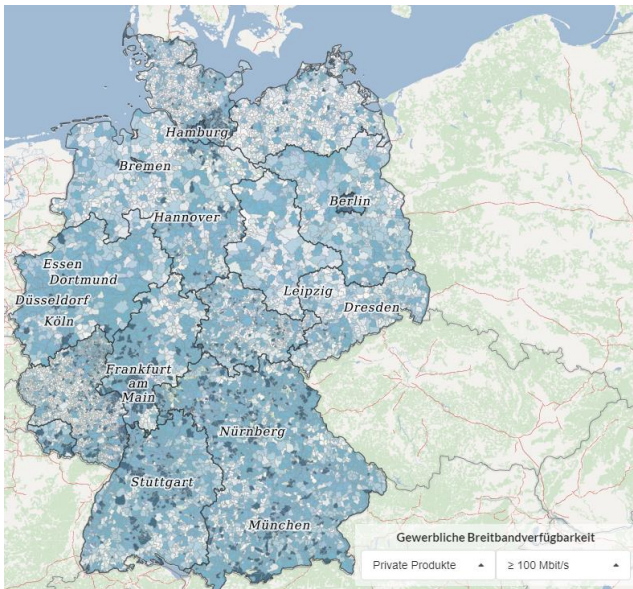 Hamburg
Bremen
Berlin
Hannover
Essen
Dortmund
Leipzig
Düsseldorf
Dresden
Köln
Frankfurt
am
Main
Nürnberg
Stuttgart
München
Gewerbliche Breitbandverfügbarkeit
Private Produkte
≥ 100 Mbit/s